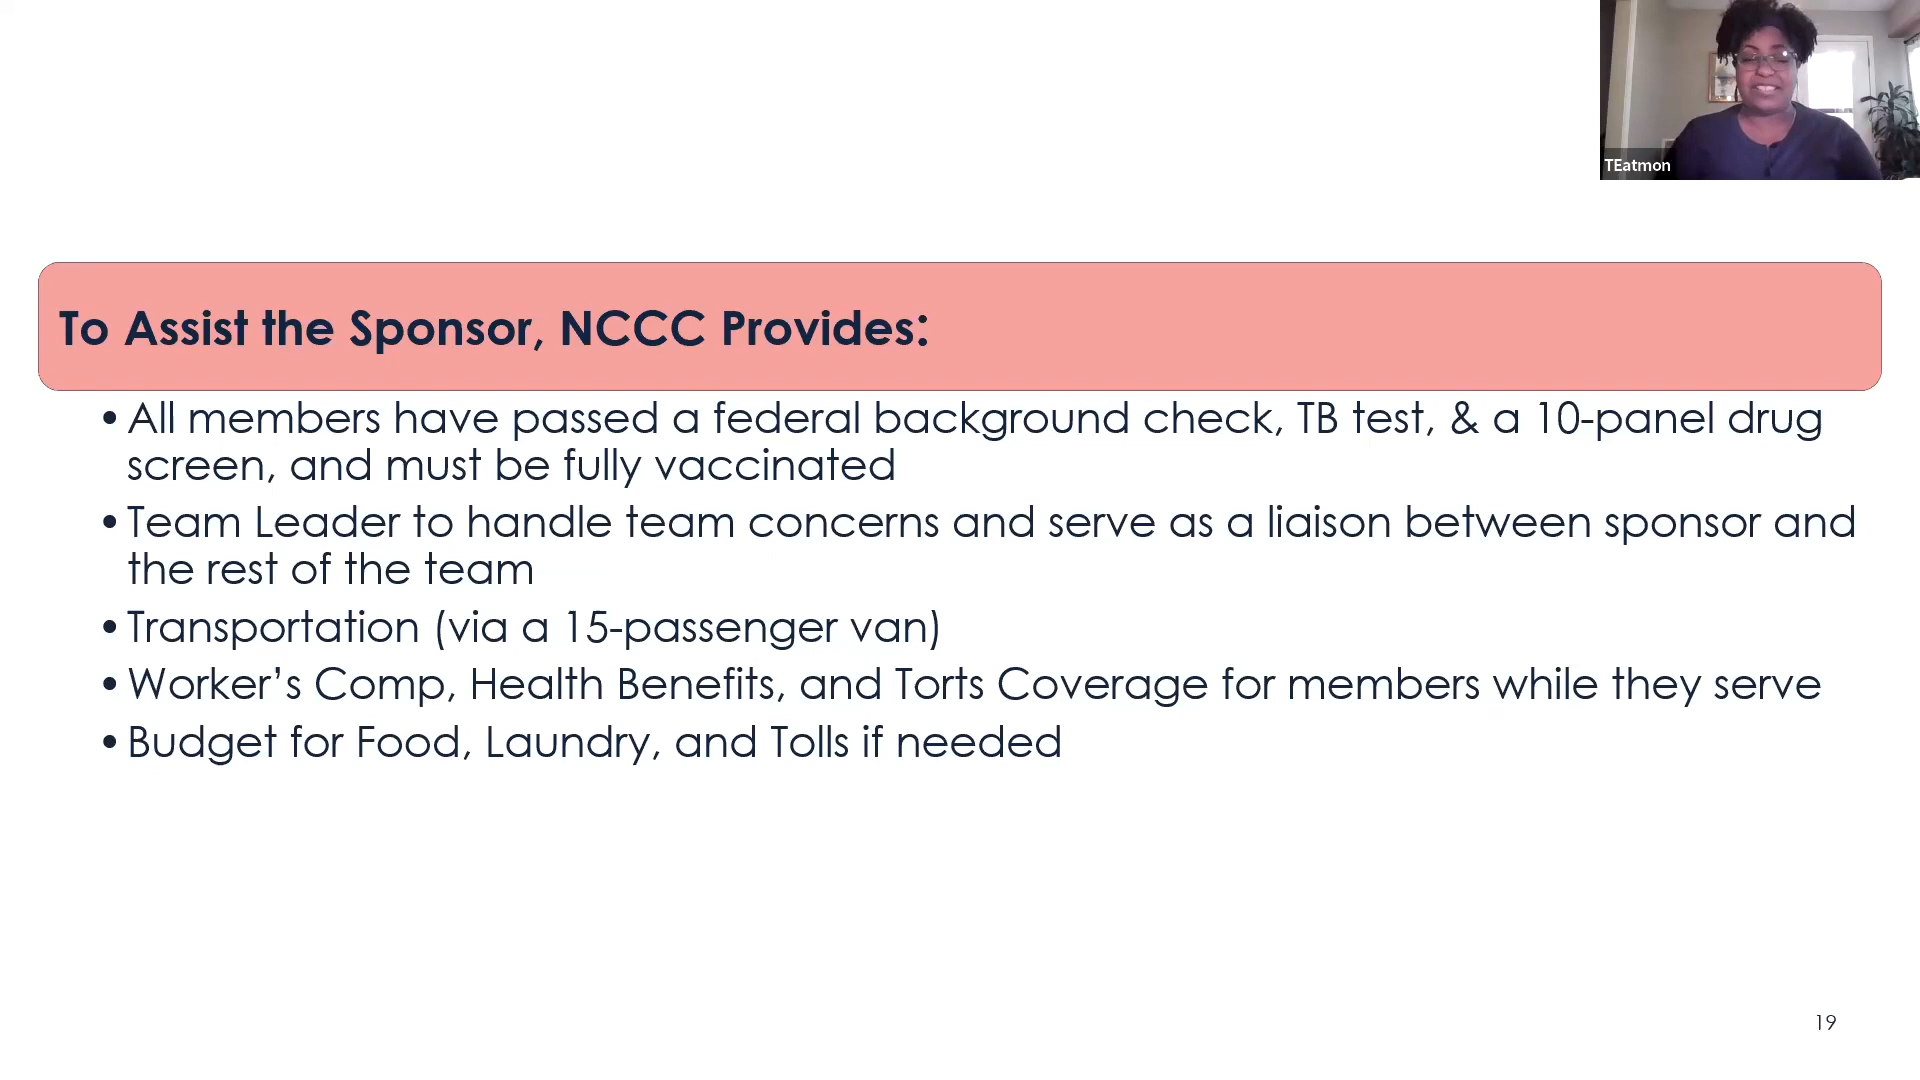 TEatmon
To Assist the Sponsor, NCCC Provides:
•All members have passed a federal background check, TB test, & a 10-panel drug
screen, and must be fully vaccinated
•Team Leader to handle team concerns and serve as a liaison between sponsor and
the rest of the team
•Transportation (via a 15-passenger van)
•Worker’s Comp, Health Benefits, and Torts Coverage for members while they serve
•Budget for Food, Laundry, and Tolls if needed
19